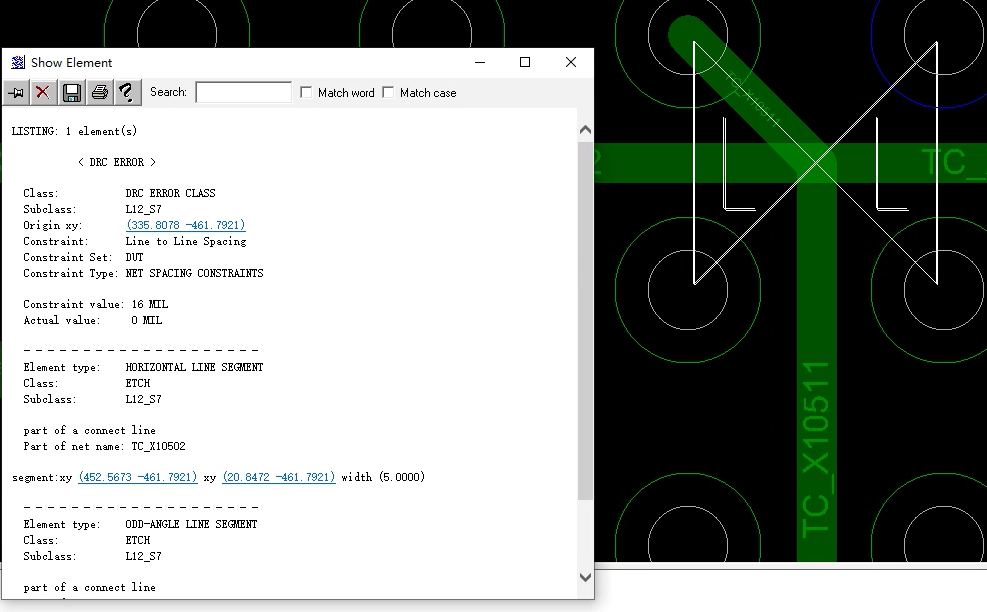 Show Element
Search: Match word Match case
LISTING: 1 element(s)
< DRC ERROR >
Class: DRC ERROR CLASS
Subclass: L12_S7
Origin xy: (335.8078 -461.7921)
Constraint: Line to Line Spacing
Constraint Set: DUT
Constraint Type: NET SPACING CONSTRAINTS
Constraint value: 16 MIL
Actual value: 0 MIL
- - - - - - - - - - - - - - - - - - - -
Element type: HORIZONTAL LINE SEGMENT
Class: ETCH
Subclass: L12_S7
part of a connect line
Part of net name: TC_X10502
segment:xy (452.5673 -461.7921) xy (20.8472 -461.7921) width (5.0000)
- - - - - - - - - - - - - - - - - - - -
Element type: ODD-ANGLE LINE SEGMENT
Class: ETCH
Subclass: L12_S7
part of a connect line
TC_X10511
2
TC_
TC_X10511